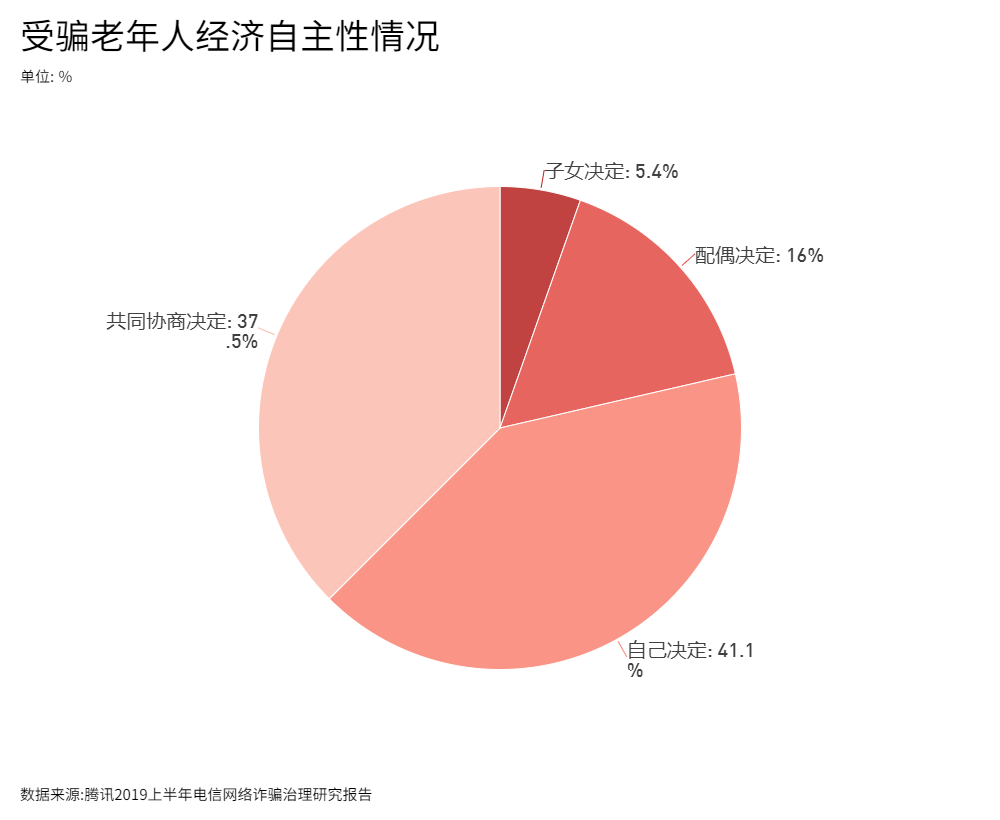 受骗老年人经济自主性情况
单位: %
子女决定: 5.4%
配偶决定: 16%
共同协商决定: 37
.5%
自己决定: 41.1
%
数据来源:腾讯2019上半年电信网络诈骗治理研究报告